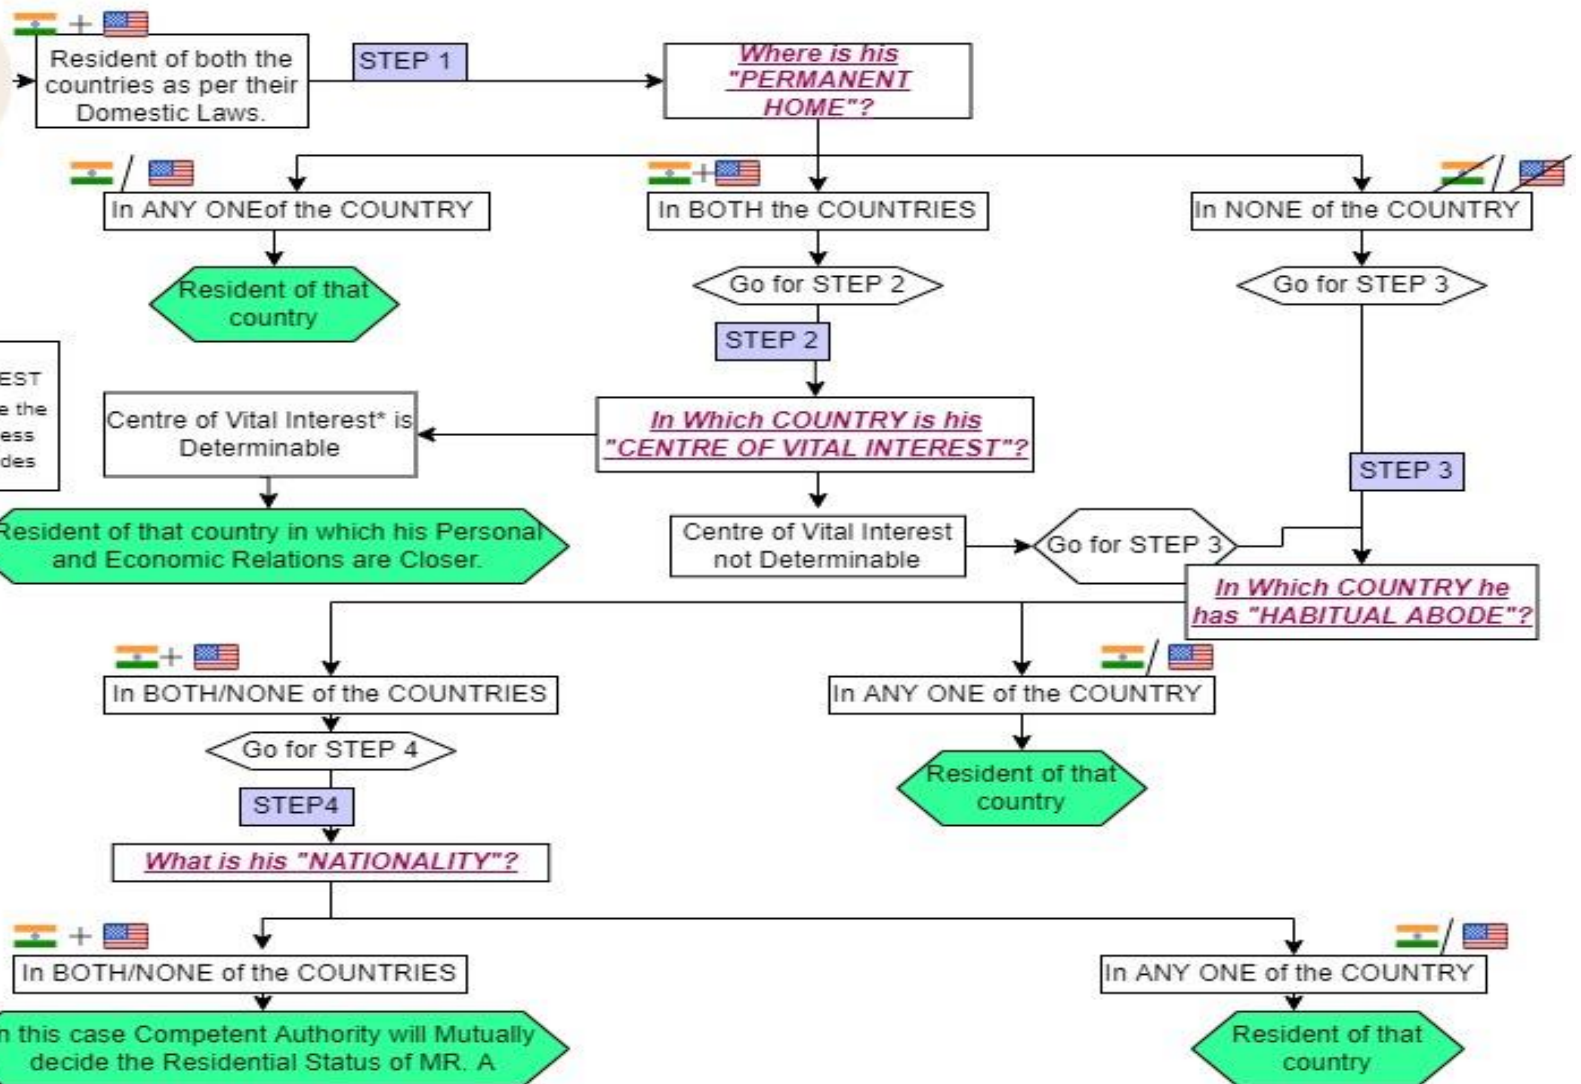 Resident of both the
countries as per their
Domestic Laws.
STEP 1
Where is his
"PERMANENT
HOME"?
In ANY ONEof the COUNTRY
In BOTH the COUNTRIES
In NONE of the COUNTRY
Resident of that
country
Go for STEP 2
Go for STEP 3
STEP 2
EST
e the
ess
des
Centre of Vital Interest* is
Determinable
In Which COUNTRY is his
"CENTRE OF VITAL INTEREST"?
STEP 3
Resident of that country in which his Personal
and Economic Relations are Closer.
Centre of Vital Interest
not Determinable
Go for STEP 3
In Which COUNTRY he
has "HABITUAL ABODE"?
In BOTH/NONE of the COUNTRIES
In ANY ONE of the COUNTRY
Go for STEP 4
Resident of that
country
STEP4
What is his "NATIONALITY"?
In BOTH/NONE of the COUNTRIES
In ANY ONE of the COUNTRY
n this case Competent Authority will Mutually
decide the Residential Status of MR. A
Resident of that
country